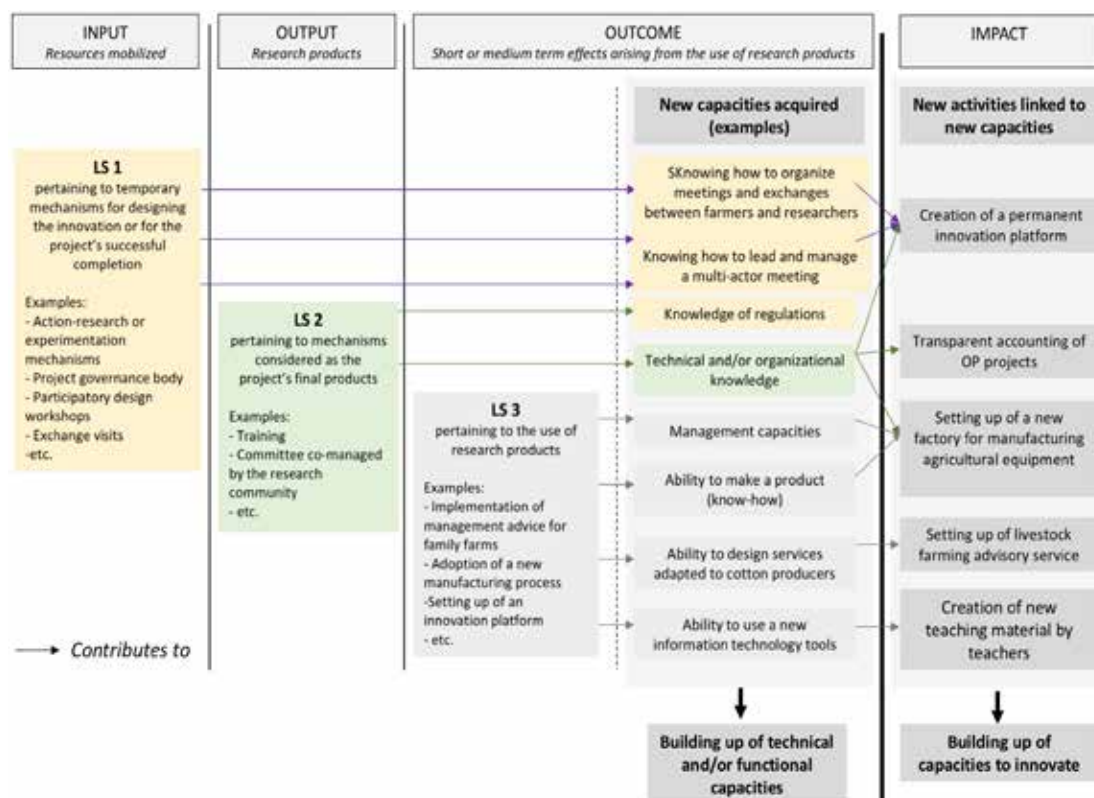 INPUT
Resources mobilized
OUTPUT
Research products
OUTCOME
Short or medium term effects arising from the use of research products
IMPACT
New capacities acquired
(examples)
New activities linked to
new capacities
LS 1
pertaining to temporary
mechanisms for designing
the innovation or for the
project's successful
completion
Examples:
- Action-research or
experimentation
mechanisms
- Project governance body
- Participatory design
workshops
- Exchange visits
-etc.
LS 2
pertaining to mechanisms
considered as the
project's final products
Examples:
- Training
- Committee co-managed
by the research
community
- etc.
LS 3
pertaining to the use of
research products
Examples:
- Implementation of
management advice for
family farms
- Adoption of a new
manufacturing process
-Setting up of an
innovation platform
- etc.
SKnowing how to organize
meetings and exchanges
between farmers and researchers
Knowing how to lead and manage
a multi-actor meeting
Knowledge of regulations
Technical and/or organizational
knowledge
Management capacities
Ability to make a product
(know-how)
Ability to design services
adapted to cotton producers
Ability to use a new
information technology tools
Creation of a permanent
innovation platform
Transparent accounting of
OP projects
Setting up of a new
factory for manufacturing
agricultural equipment
Setting up of livestock
farming advisory service
Creation of new
teaching material by
teachers
Contributes to
Building up of technical
and/or functional
capacities
Building up of
capacities to innovate